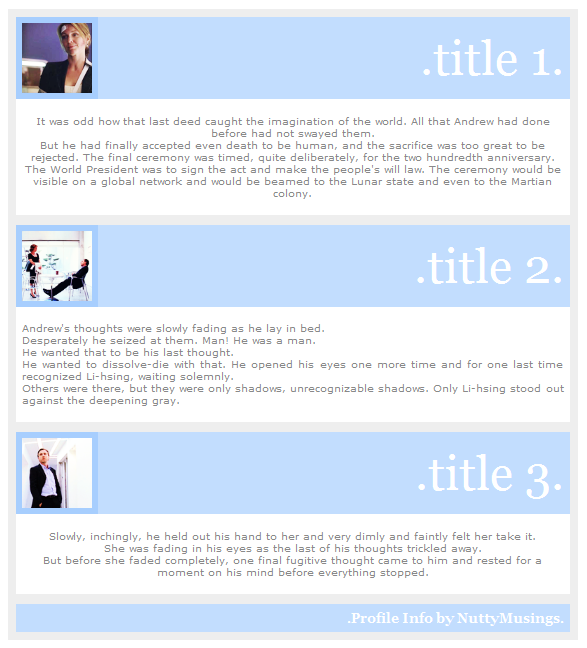 .title 1.
It was odd how that last deed caught the imagination of the world. All that Andrew had done
before had not swayed them.
But he had finally accepted even death to be human, and the sacrifice was too great to be
rejected. The final ceremony was timed, quite deliberately, for the two hundredth anniversary.
The World President was to sign the act and make the people's will law. The ceremony would be
visible on a global network and would be beamed to the Lunar state and even to the Martian
colony.
.title 2.
Andrew's thoughts were slowly fading as he lay in bed.
Desperately he seized at them. Man! He was a man.
He wanted that to be his last thought.
He wanted to dissolve-die with that. He opened his eyes one more time and for one last time
recognized Li-hsing, waiting solemnly.
Others were there, but they were only shadows, unrecognizable shadows. Only Li-hsing stood out
against the deepening gray.
.title 3.
Slowly, inchingly, he held out his hand to her and very dimly and faintly felt her take it.
She was fading in his eyes as the last of his thoughts trickled away.
But before she faded completely, one final fugitive thought came to him and rested for a
moment on his mind before everything stopped.
.Profile Info by NuttyMusings.